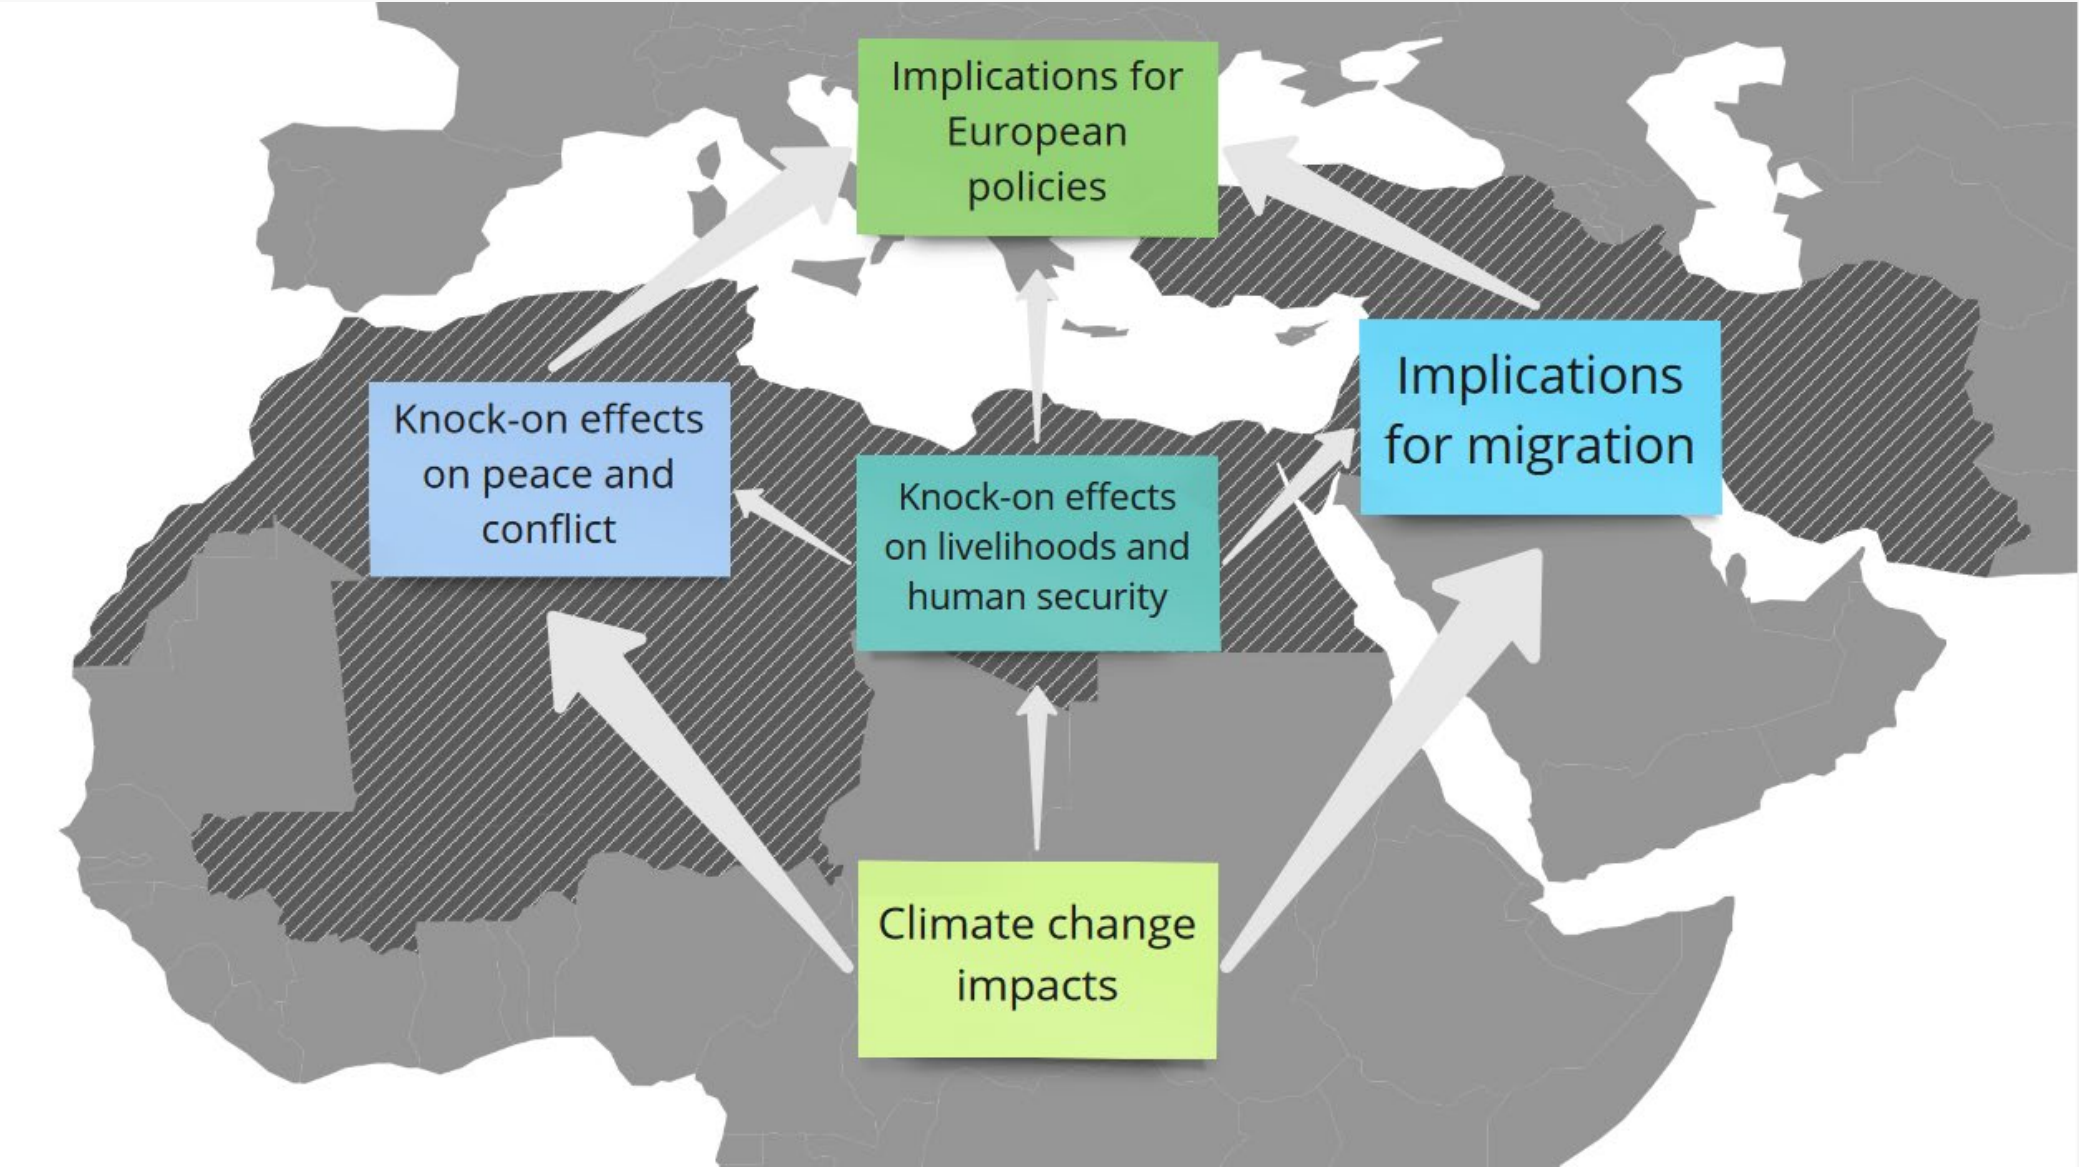 Implications for
European
policies
Implications
for migration
Knock-on effects
on peace and
conflict
Knock-on effects
on livelihoods and
human security
Climate change
impacts